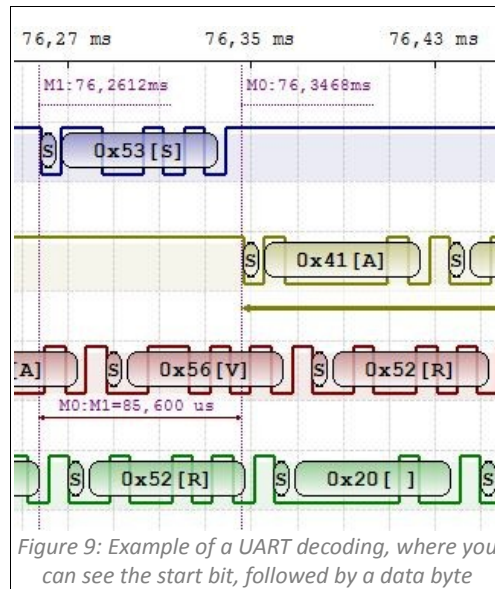 76,27 ms 76,35 ms 76,43 ms
M1:76,2612ms M0:76,3468ms
S 0x53[S]
S 0x41[A] S
[A] S 0x56[V] S 0x52[R]
M0:M1=85,600 us
S 0x52[R] S 0x20[ ] S
Figure 9: Example of a UART decoding, where you
can see the start bit, followed by a data byte